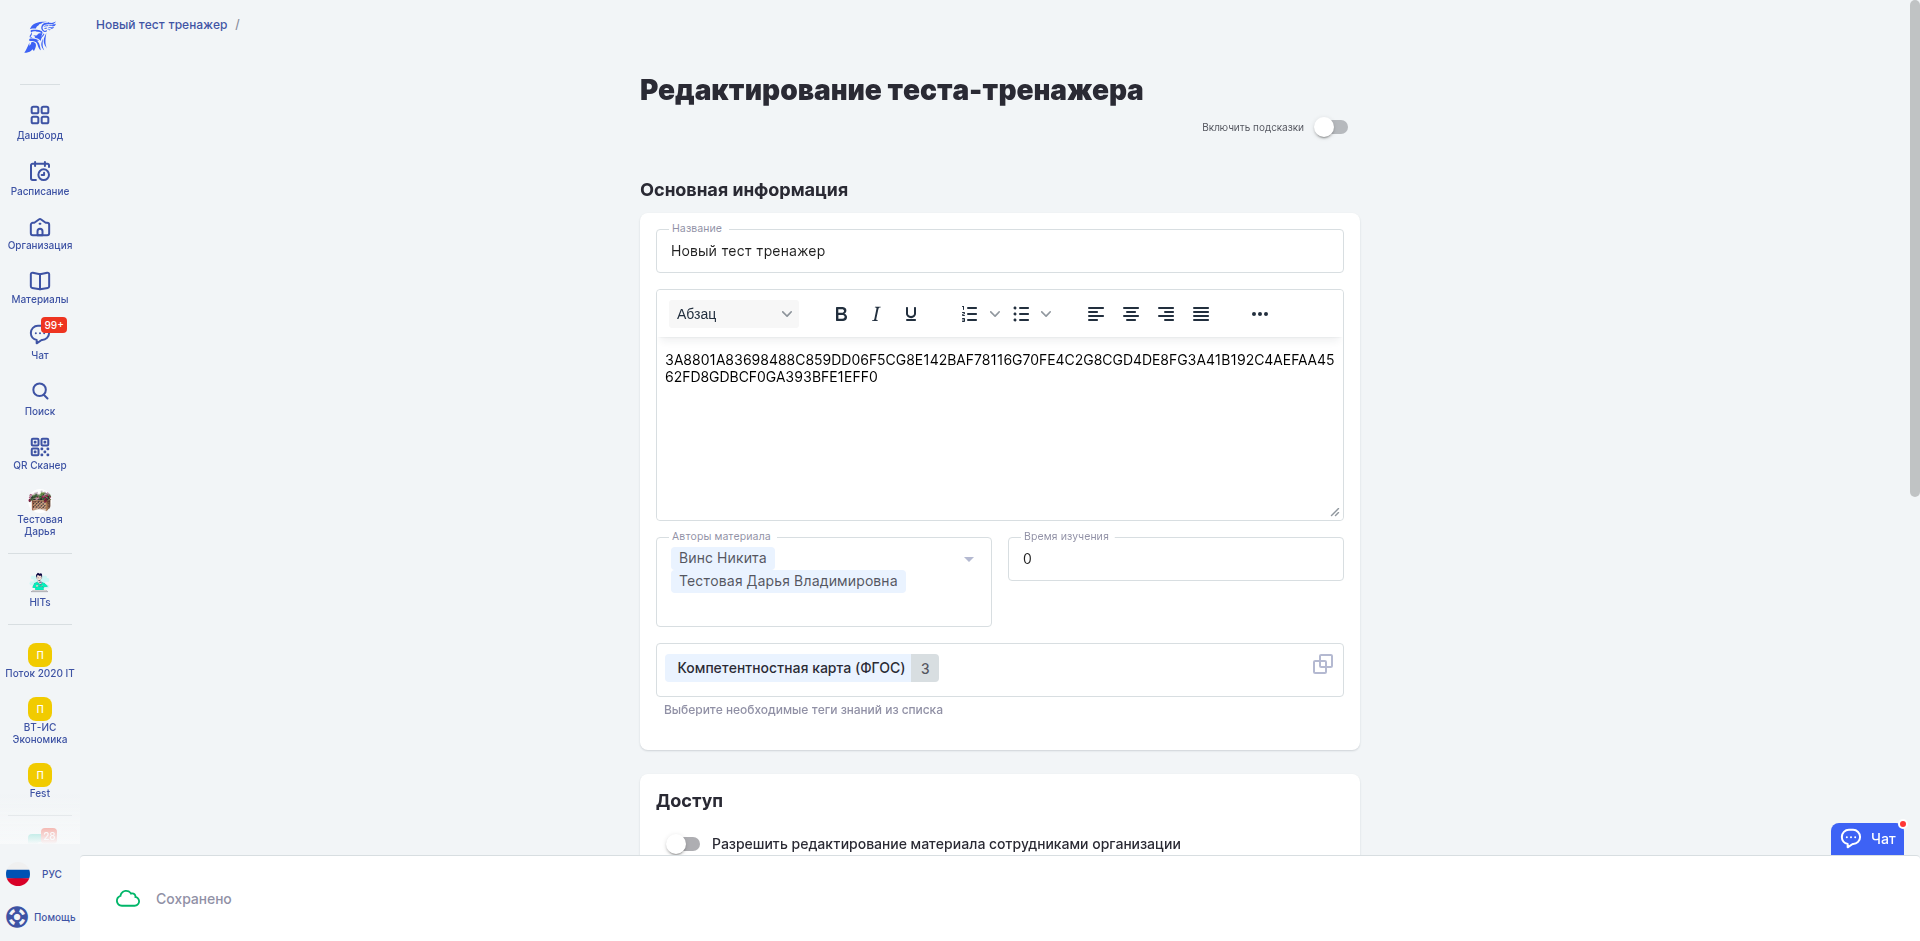 Новый тест тренажер /
Дашборд
Расписание
Организация
Материалы
99+
Чат
Поиск
QR Сканер
Тестовая
Дарья
HITs
П
Поток 2020 IT
П
ВТ-ИС
Экономика
П
Fest
28
РУС
Помощь
Редактирование теста-тренажера
Включить подсказки
Основная информация
Название
Новый тест тренажер
Абзац
3A8801A83698488C859DD06F5CG8E142BAF78116G70FE4C2G8CGD4DE8FG3A41B192C4AEFAA45
62FD8GDBCF0GA393BFE1EFF0
Авторы материала
Винс Никита
Тестовая Дарья Владимировна
Время изучения
0
Компетентностная карта (ФГОС) 3
Выберите необходимые теги знаний из списка
Доступ
Разрешить редактирование материала сотрудниками организации
Чат
Сохранено